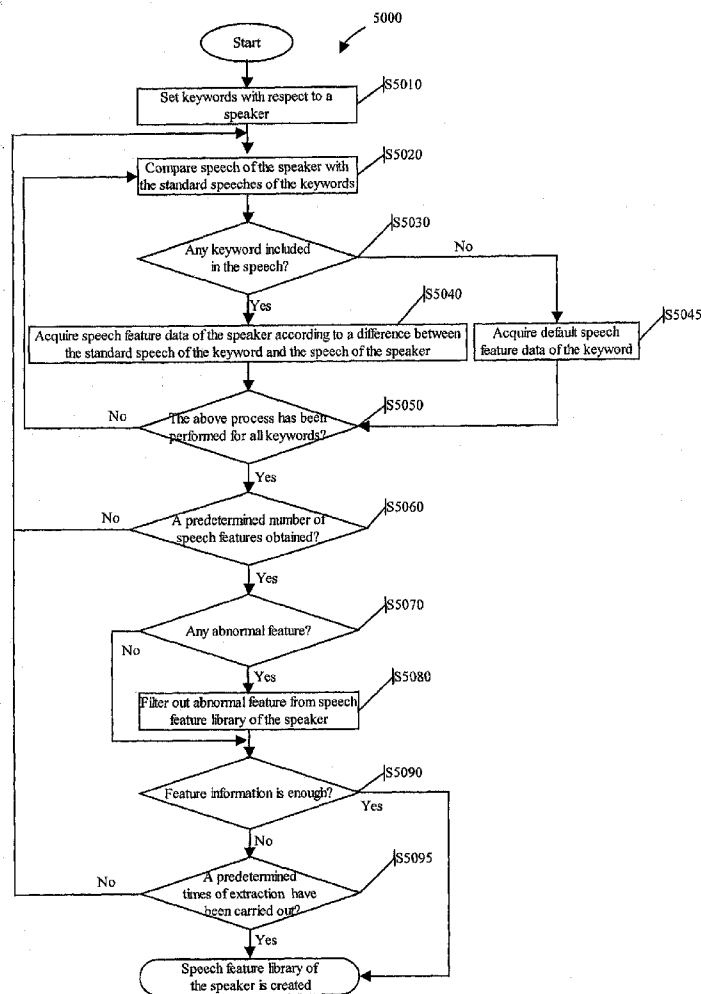 5000
Start
S5010
Set keywords with respect to a
speaker
S5020
Compare speech of the speaker with
the standard speeches of the keywords
S5030
Any keyword included
in the speech?
No
Yes
S5040
Acquire speech feature data of the speaker according to a difference between
the standard speech of the keyword and the speech of the speaker
S5045
Acquire default speech
feature data of the keyword
S5050
No
The above process has been
performed for all keywords?
Yes
S5060
No
A predetermined number of
speech features obtained?
Yes
S5070
Any abnormal feature?
No
Yes
S5080
Filter out abnormal feature from speech
feature library of the speaker
S5090
Feature information is enough?
Yes
No
S5095
No
A predetermined
times of extraction have
been carried out?
Yes
Speech feature library of
the speaker is created